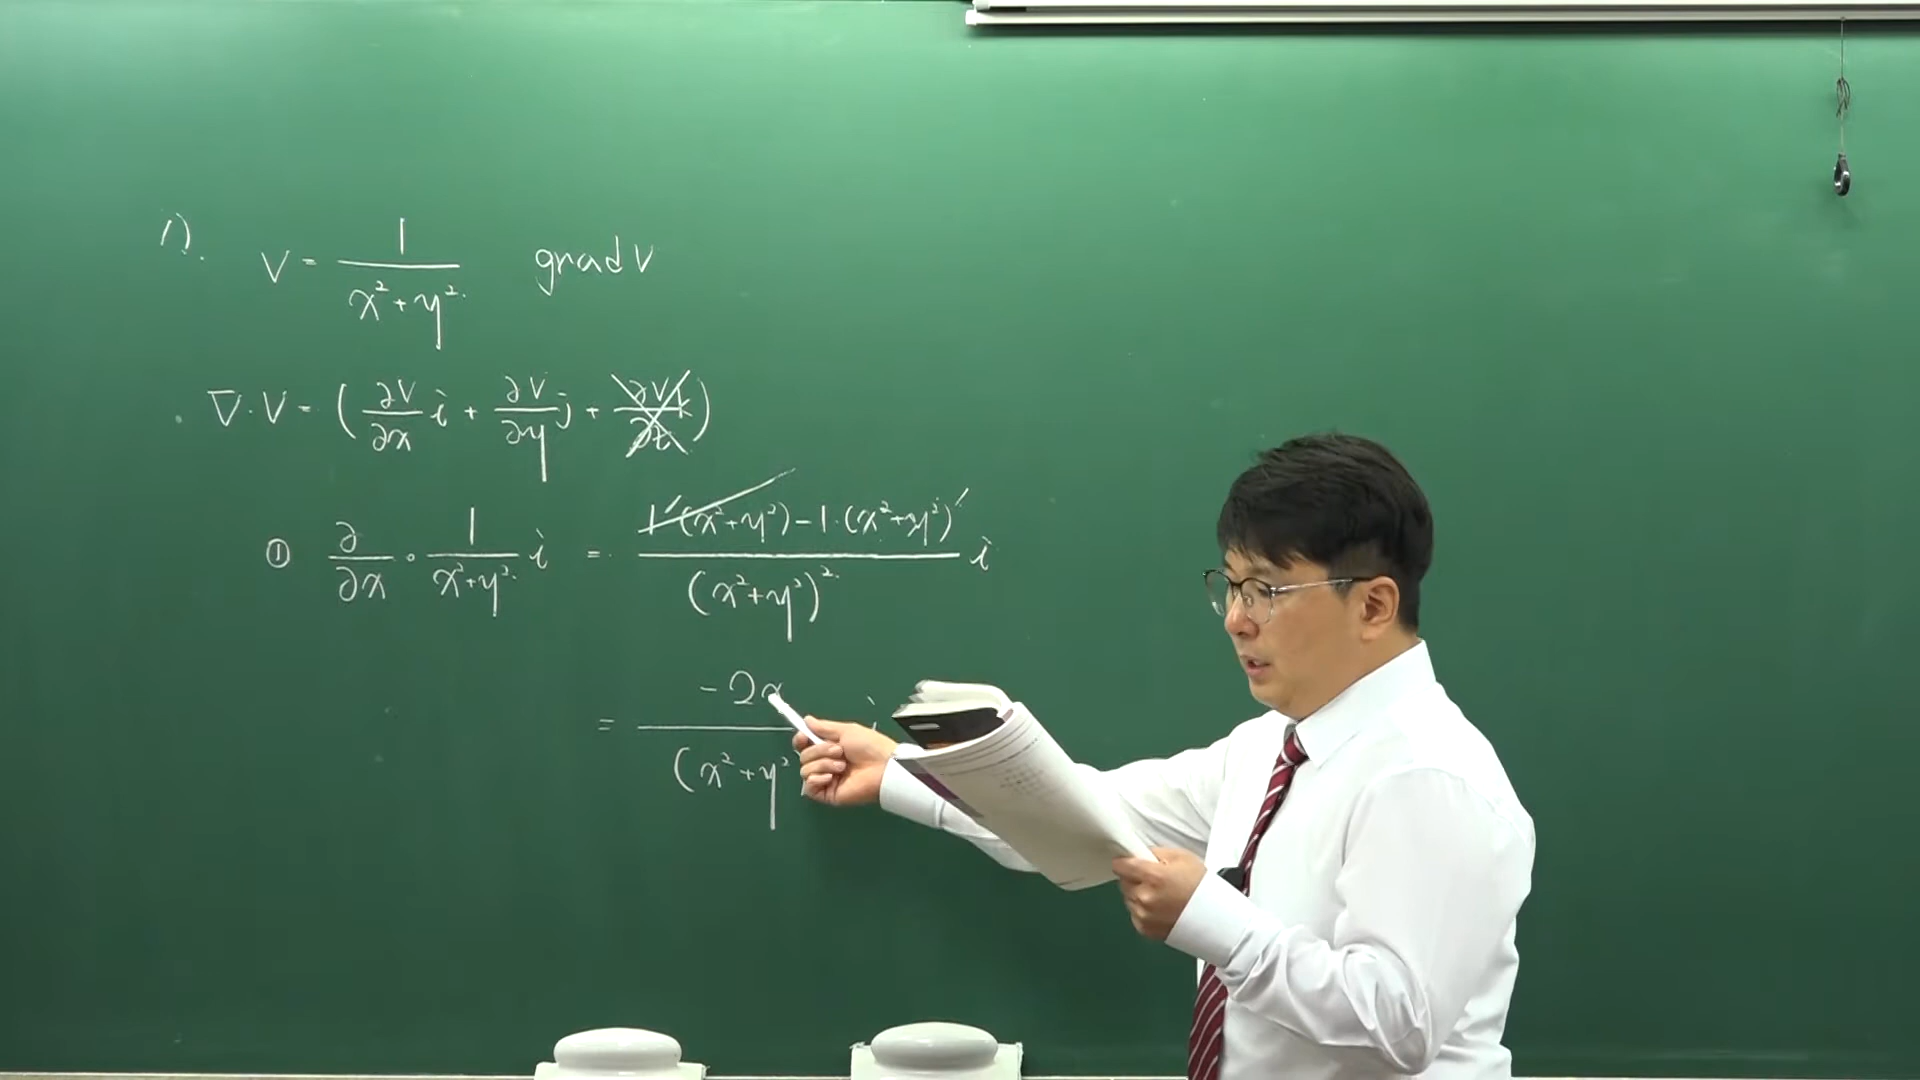 1). V = 1/(x²+y²) grad V
∇·V = (∂V/∂x i + ∂V/∂y j + ∂V/∂z k)
① ∂/∂x · 1/(x²+y²) i = (1′(x²+y²) − 1·(x²+y²)′)/(x²+y²)² i
= −2x/(x²+y² i